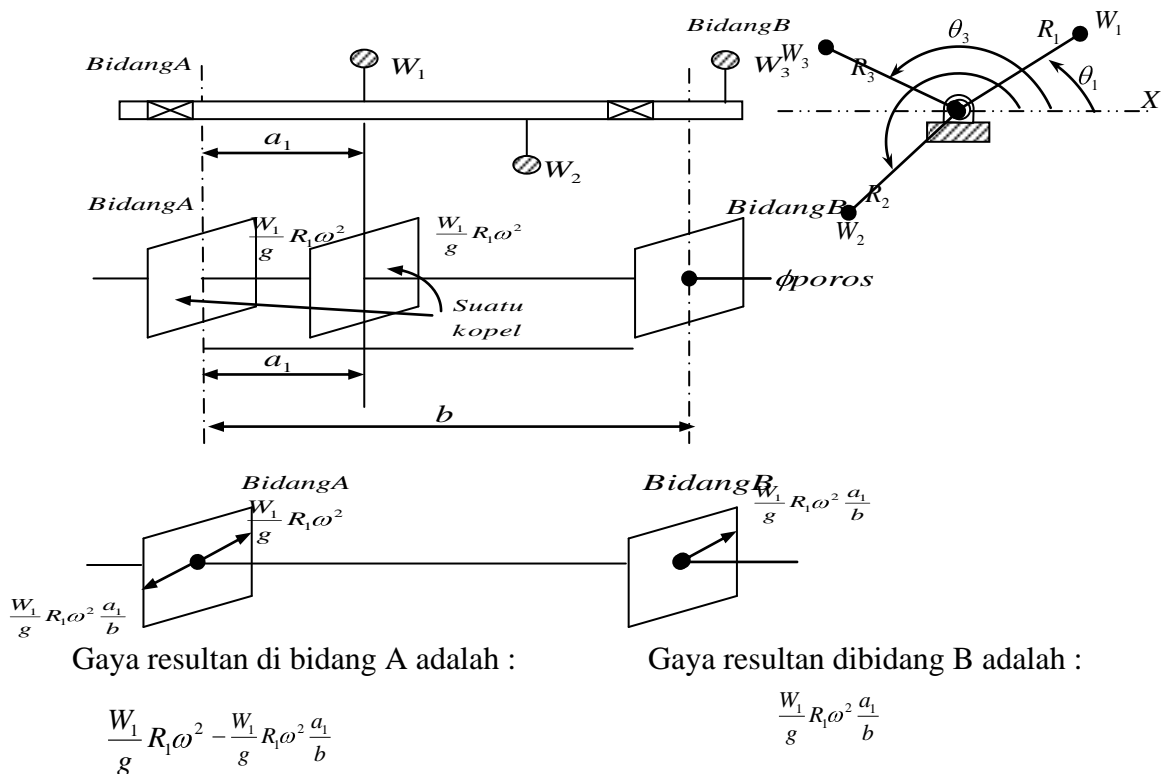 BidangA
W₁
BidangB
W₃
W₃
R₃
θ₃
R₁
W₁
θ₁
X
a₁
W₂
R₂
W₂
BidangA
W₁/g R₁ω²
W₁/g R₁ω²
BidangB
ϕporos
Suatu
kopel
a₁
b
BidangA
W₁/g R₁ω²
W₁/g R₁ω² a₁/b
BidangB
W₁/g R₁ω² a₁/b
Gaya resultan di bidang A adalah :
W₁/g R₁ω² - W₁/g R₁ω² a₁/b
Gaya resultan dibidang B adalah :
W₁/g R₁ω² a₁/b